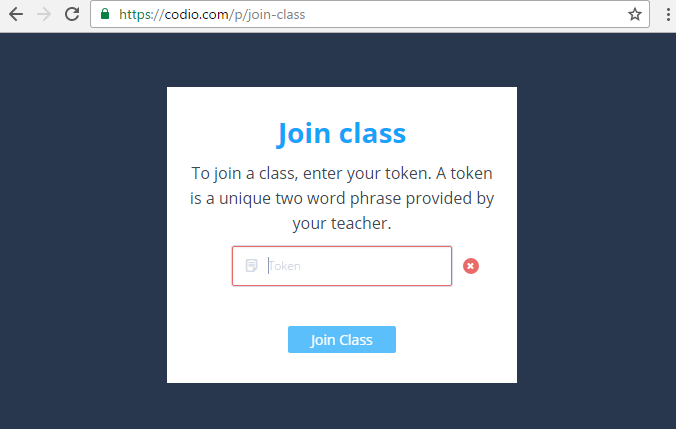 https://codio.com/p/join-class
Join class
To join a class, enter your token. A token
is a unique two word phrase provided by
your teacher.
Token
Join Class